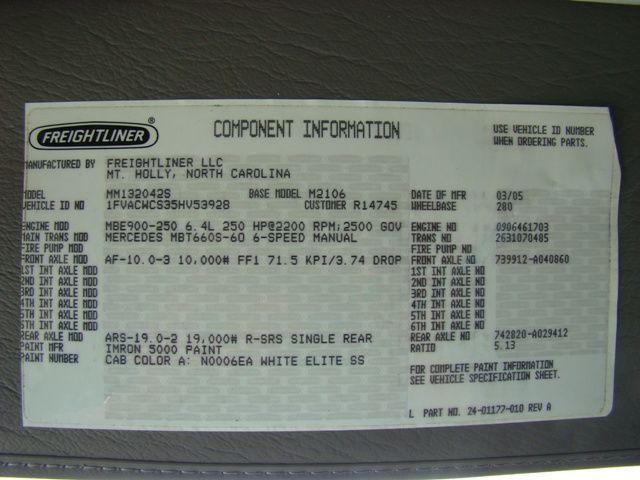 FREIGHTLINER ®
COMPONENT INFORMATION
USE VEHICLE ID NUMBER
WHEN ORDERING PARTS.
MANUFACTURED BY FREIGHTLINER LLC
MT. HOLLY, NORTH CAROLINA
MODEL MM132042S BASE MODEL M2106 DATE OF MFR 03/05
VEHICLE ID NO 1FVACWCS35HV53928 CUSTOMER R14745 WHEELBASE 280
ENGINE MOD MBE900-250 6.4L 250 HP@2200 RPM;2500 GOV ENGINE NO 0906461703
MAIN TRANS MOD MERCEDES MBT660S-60 6-SPEED MANUAL TRANS NO 2631070485
FIRE PUMP MOD FIRE PUMP NO
FRONT AXLE MOD AF-10.0-3 10,000# FF1 71.5 KPI/3.74 DROP FRONT AXLE NO 739912-A040860
1ST INT AXLE MOD 1ST INT AXLE NO
2ND INT AXLE MOD 2ND INT AXLE NO
3RD INT AXLE MOD 3RD INT AXLE NO
4TH INT AXLE MOD 4TH INT AXLE NO
5TH INT AXLE MOD 5TH INT AXLE NO
6TH INT AXLE MOD 6TH INT AXLE NO
REAR AXLE MOD ARS-19.0-2 19,000# R-SRS SINGLE REAR REAR AXLE NO 742820-A029412
PAINT MFR IMRON 5000 PAINT RATIO 5.13
PAINT NUMBER CAB COLOR A: N0006EA WHITE ELITE SS
FOR COMPLETE PAINT INFORMATION
SEE VEHICLE SPECIFICATION SHEET.
L PART NO. 24-01177-010 REV A